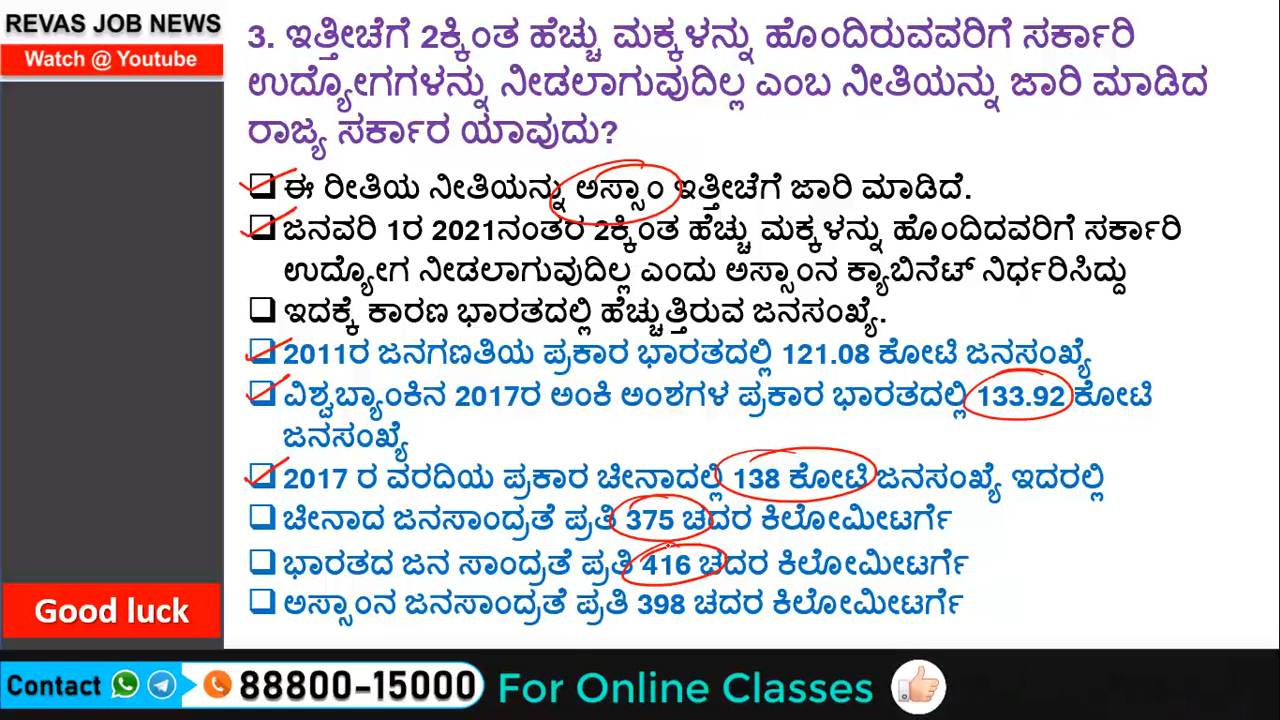 REVAS JOB NEWS
Watch @ Youtube
3. ಇತ್ತೀಚೆಗೆ 2ಕ್ಕಿಂತ ಹೆಚ್ಚು ಮಕ್ಕಳನ್ನು ಹೊಂದಿರುವವರಿಗೆ ಸರ್ಕಾರಿ
ಉದ್ಯೋಗಗಳನ್ನು ನೀಡಲಾಗುವುದಿಲ್ಲ ಎಂಬ ನೀತಿಯನ್ನು ಜಾರಿ ಮಾಡಿದ
ರಾಜ್ಯ ಸರ್ಕಾರ ಯಾವುದು?
ಈ ರೀತಿಯ ನೀತಿಯನ್ನು ಅಸ್ಸಾಂ ಇತ್ತೀಚೆಗೆ ಜಾರಿ ಮಾಡಿದೆ.
ಜನವರಿ 1ರ 2021ನಂತರ 2ಕ್ಕಿಂತ ಹೆಚ್ಚು ಮಕ್ಕಳನ್ನು ಹೊಂದಿದವರಿಗೆ ಸರ್ಕಾರಿ
ಉದ್ಯೋಗ ನೀಡಲಾಗುವುದಿಲ್ಲ ಎಂದು ಅಸ್ಸಾಂನ ಕ್ಯಾಬಿನೆಟ್ ನಿರ್ಧರಿಸಿದ್ದು
ಇದಕ್ಕೆ ಕಾರಣ ಭಾರತದಲ್ಲಿ ಹೆಚ್ಚುತ್ತಿರುವ ಜನಸಂಖ್ಯೆ.
2011ರ ಜನಗಣತಿಯ ಪ್ರಕಾರ ಭಾರತದಲ್ಲಿ 121.08 ಕೋಟಿ ಜನಸಂಖ್ಯೆ
ವಿಶ್ವಬ್ಯಾಂಕಿನ 2017ರ ಅಂಕಿ ಅಂಶಗಳ ಪ್ರಕಾರ ಭಾರತದಲ್ಲಿ 133.92 ಕೋಟಿ
ಜನಸಂಖ್ಯೆ
2017 ರ ವರದಿಯ ಪ್ರಕಾರ ಚೀನಾದಲ್ಲಿ 138 ಕೋಟಿ ಜನಸಂಖ್ಯೆ ಇದರಲ್ಲಿ
ಚೀನಾದ ಜನಸಾಂದ್ರತೆ ಪ್ರತಿ 375 ಚದರ ಕಿಲೋಮೀಟರ್ಗೆ
ಭಾರತದ ಜನ ಸಾಂದ್ರತೆ ಪ್ರತಿ 416 ಚದರ ಕಿಲೋಮೀಟರ್ಗೆ
ಅಸ್ಸಾಂನ ಜನಸಾಂದ್ರತೆ ಪ್ರತಿ 398 ಚದರ ಕಿಲೋಮೀಟರ್ಗೆ
Good luck
Contact 88800-15000 For Online Classes